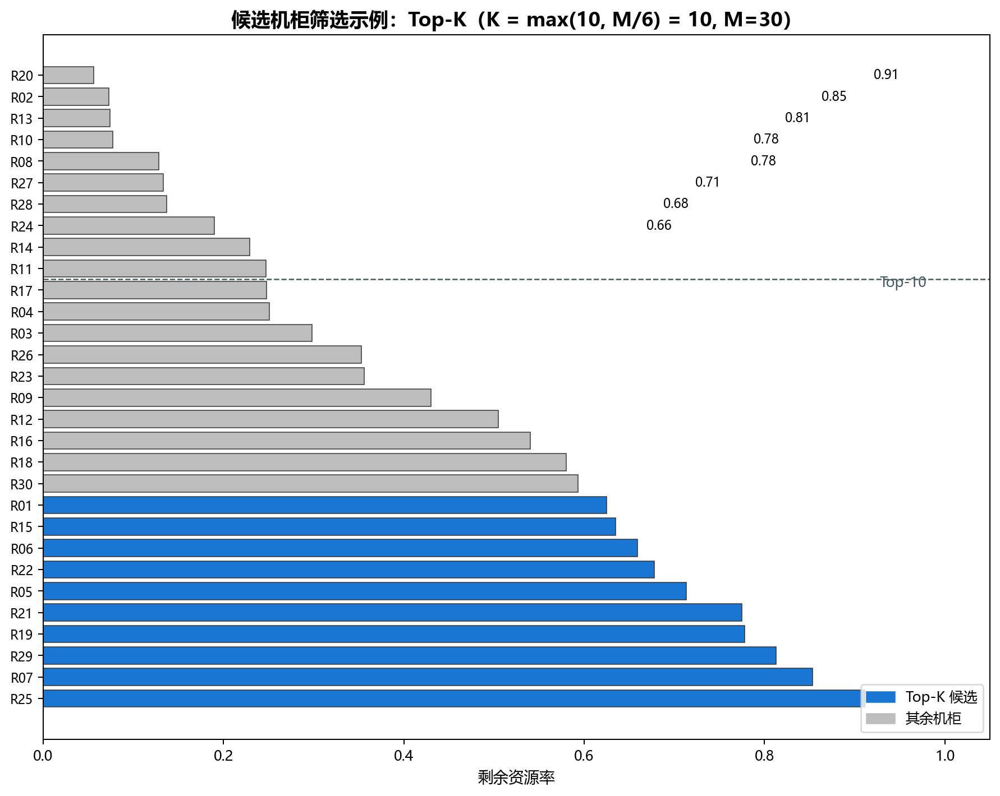 候选机柜筛选示例：Top-K（K = max(10, M/6) = 10, M=30）
R20 0.91
R02 0.85
R13 0.81
R10 0.78
R08 0.78
R27 0.71
R28 0.68
R24 0.66
R14
R11
Top-10
R17
R04
R03
R26
R23
R09
R12
R16
R18
R30
R01
R15
R06
R22
R05
R21
R19
R29
R07
R25
Top-K 候选
其余机柜
0.0 0.2 0.4 0.6 0.8 1.0
剩余资源率